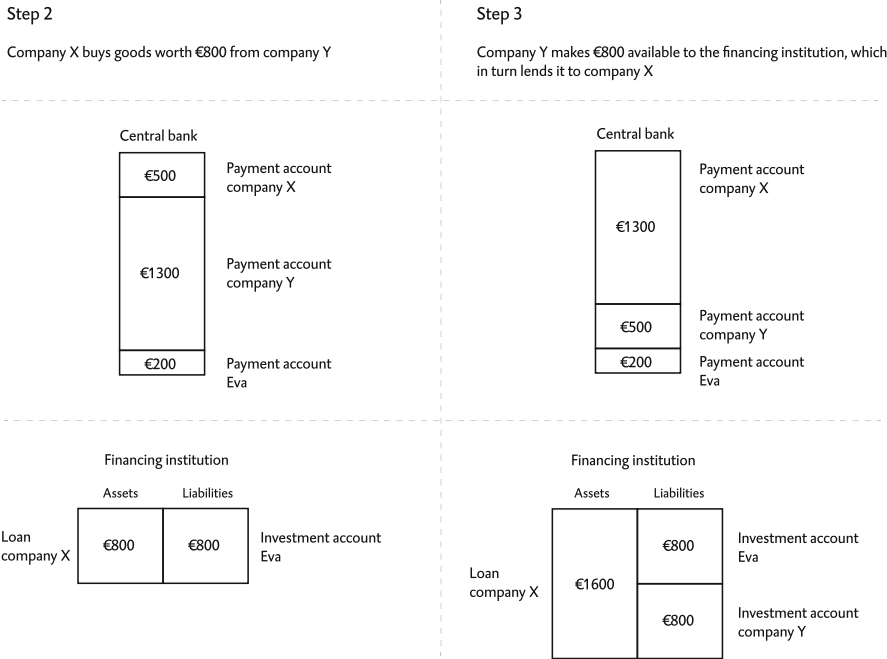 Step 2
Company X buys goods worth €800 from company Y
Central bank
€500
Payment account
company X
€1300
Payment account
company Y
€200
Payment account
Eva
Financing institution
Assets
Liabilities
Loan
company X
€800
€800
Investment account
Eva
Step 3
Company Y makes €800 available to the financing institution, which
in turn lends it to company X
Central bank
€1300
Payment account
company X
€500
Payment account
company Y
€200
Payment account
Eva
Financing institution
Assets
Liabilities
Loan
company X
€1600
€800
Investment account
Eva
€800
Investment account
company Y